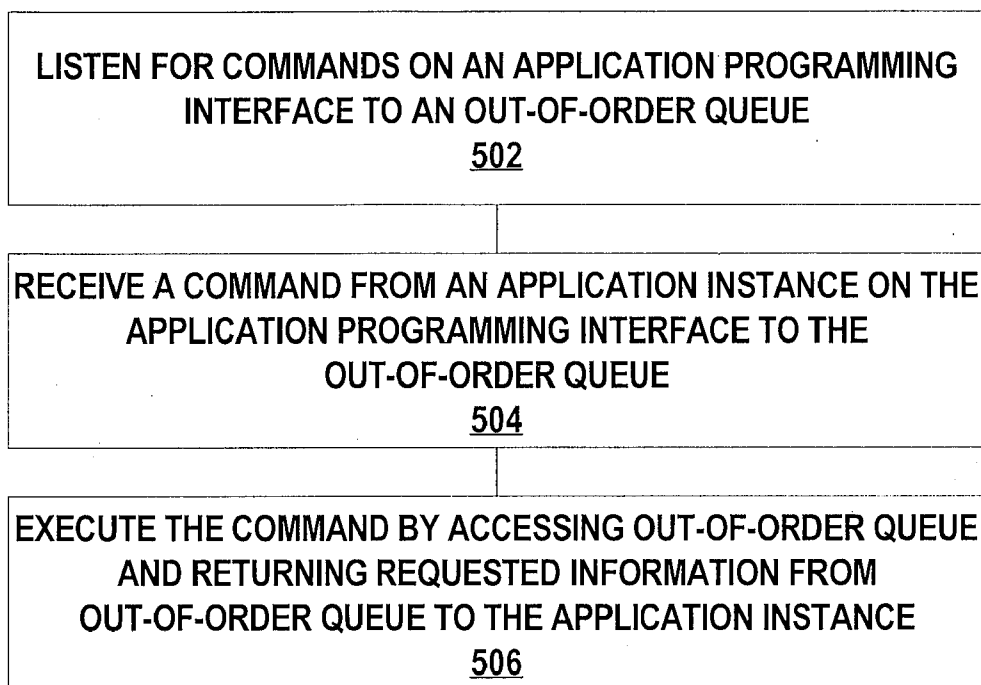 LISTEN FOR COMMANDS ON AN APPLICATION PROGRAMMING
INTERFACE TO AN OUT-OF-ORDER QUEUE
502
RECEIVE A COMMAND FROM AN APPLICATION INSTANCE ON THE
APPLICATION PROGRAMMING INTERFACE TO THE
OUT-OF-ORDER QUEUE
504
EXECUTE THE COMMAND BY ACCESSING OUT-OF-ORDER QUEUE
AND RETURNING REQUESTED INFORMATION FROM
OUT-OF-ORDER QUEUE TO THE APPLICATION INSTANCE
506